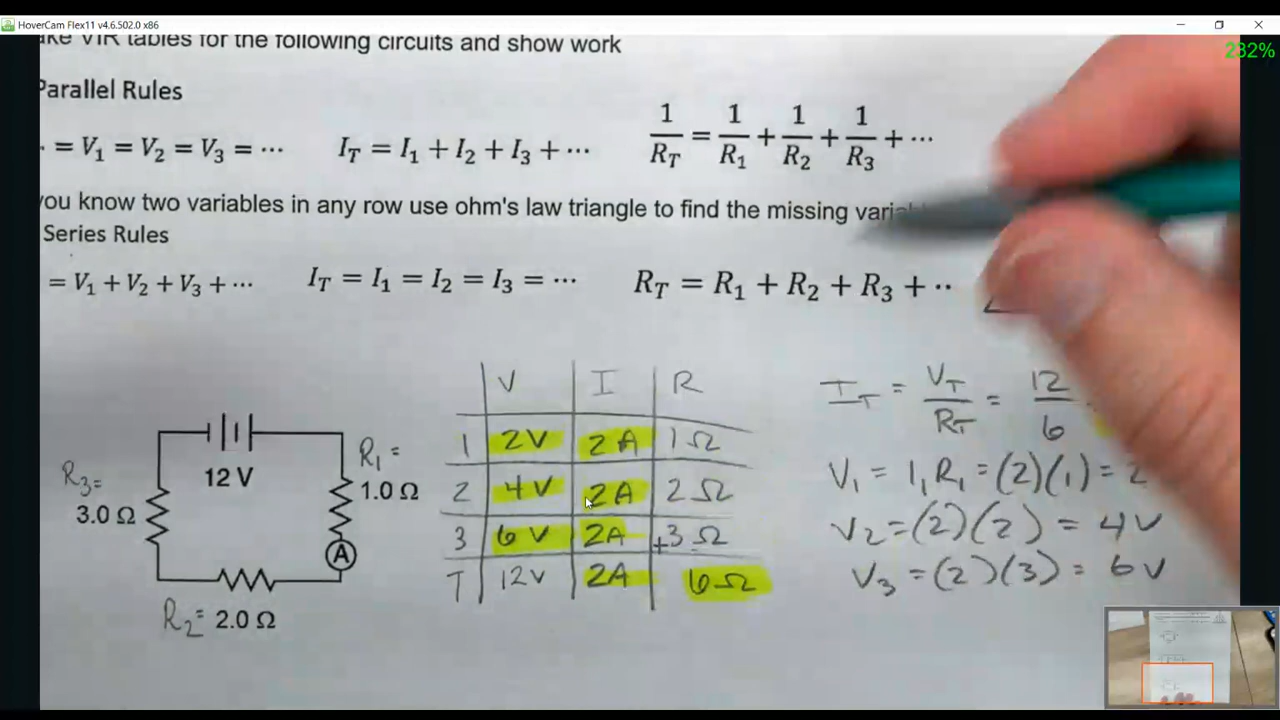 HoverCam Flex11 v4.6.502.0 x86
232%
VIR tables for the following circuits and show work
Parallel Rules
= V₁ = V₂ = V₃ = ⋯
I_T = I₁ + I₂ + I₃ + ⋯
1/R_T = 1/R₁ + 1/R₂ + 1/R₃ + ⋯
you know two variables in any row use ohm's law triangle to find the missing
Series Rules
= V₁ + V₂ + V₃ + ⋯
I_T = I₁ = I₂ = I₃ = ⋯
R_T = R₁ + R₂ + R₃ + ··
12 V
R₁ =
1.0 Ω
R₃ =
3.0 Ω
A
R₂ = 2.0 Ω
V I R
1 2V 2A 1Ω
2 4V 2A 2Ω
3 6V 2A +3Ω
T 12V 2A 6Ω
I_T = V_T/R_T = 12/6
V₁ = I₁R₁ = (2)(1) = 2
V₂ = (2)(2) = 4V
V₃ = (2)(3) = 6V